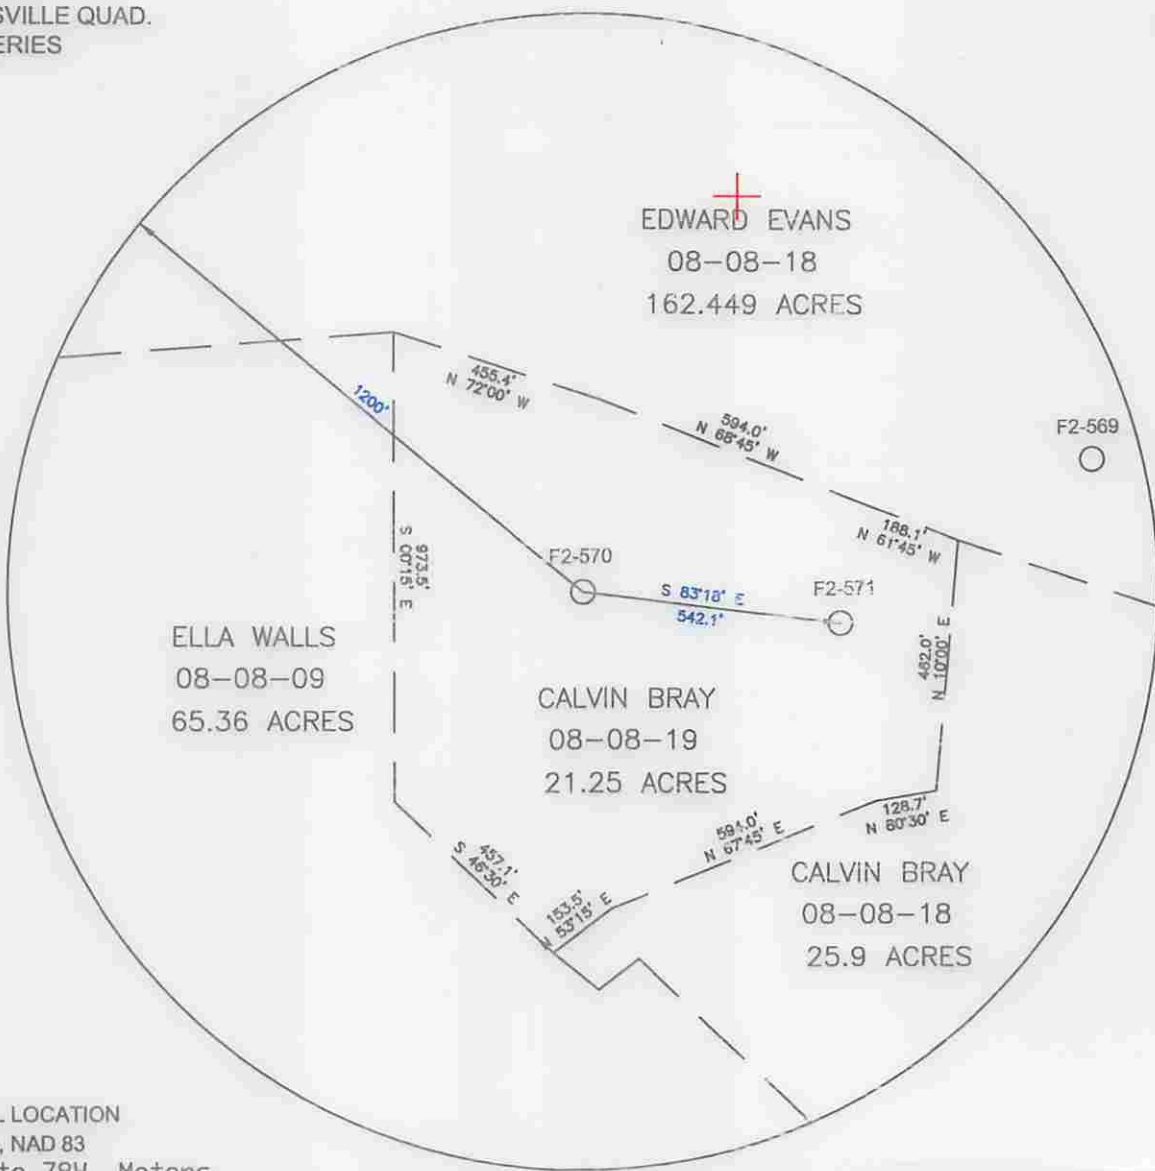 SVILLE QUAD.
ERIES
EDWARD EVANS
08-08-18
162.449 ACRES
455.4'
N 72°00' W
1200'
594.0'
N 68°45' W
F2-569
188.1'
N 61°45' W
973.5'
S 00°15' E
F2-570
S 83°18' E
542.1'
F2-571
462.0'
N 10°00' E
ELLA WALLS
08-08-09
65.36 ACRES
CALVIN BRAY
08-08-19
21.25 ACRES
128.7'
N 80°30' E
594.0'
N 67°45' E
457.1'
S 46°30' E
153.5'
N 53°15' E
CALVIN BRAY
08-08-18
25.9 ACRES
L LOCATION
, NAD 83